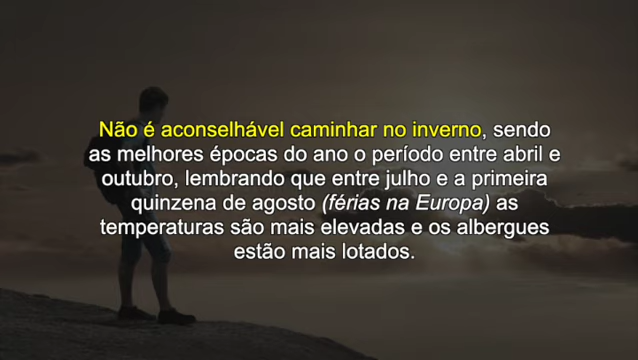 Não é aconselhável caminhar no inverno, sendo
as melhores épocas do ano o período entre abril e
outubro, lembrando que entre julho e a primeira
quinzena de agosto (férias na Europa) as
temperaturas são mais elevadas e os albergues
estão mais lotados.